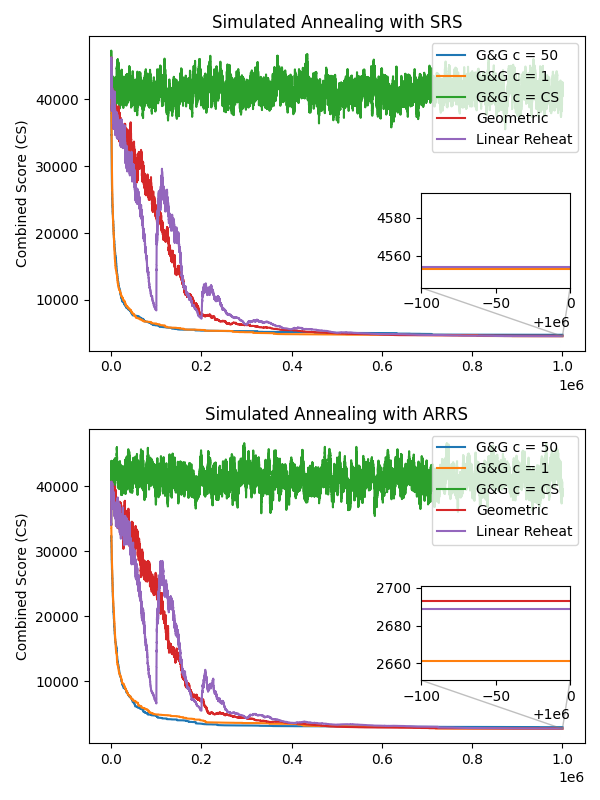 Simulated Annealing with SRS
Combined Score (CS)
40000
30000
20000
10000
G&G c = 50
G&G c = 1
G&G c = CS
Geometric
Linear Reheat
4580
4560
−100
−50
0
+1e6
0.0
0.2
0.4
0.6
0.8
1.0
1e6
Simulated Annealing with ARRS
Combined Score (CS)
40000
30000
20000
10000
G&G c = 50
G&G c = 1
G&G c = CS
Geometric
Linear Reheat
2700
2680
2660
−100
−50
0
+1e6
0.0
0.2
0.4
0.6
0.8
1.0
1e6